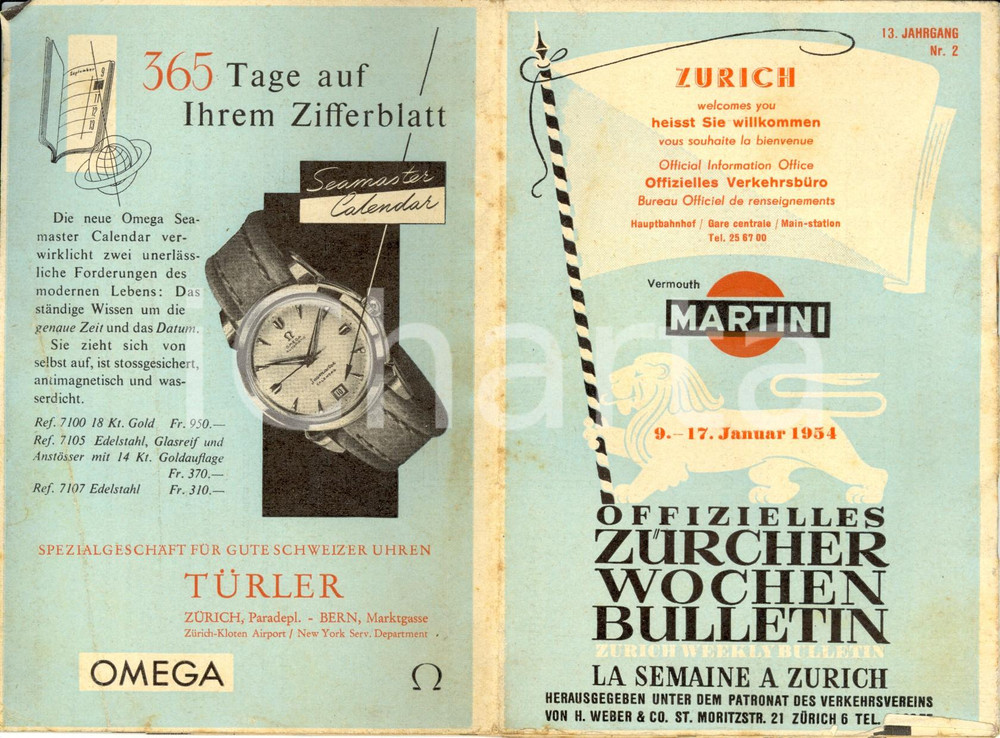 365 Tage auf
Ihrem Zifferblatt
September
Seamaster
Calendar
Die neue Omega Sea-
master Calendar ver-
wirklicht zwei unerläss-
liche Forderungen des
modernen Lebens: Das
ständige Wissen um die
genaue Zeit und das Datum.
Sie zieht sich von
selbst auf, ist stossgesichert,
antimagnetisch und was-
serdicht.
Ref. 7100 18 Kt. Gold Fr. 950.—
Ref. 7105 Edelstahl, Glasreif und
Anstösser mit 14 Kt. Goldauflage
Fr. 370.—
Ref. 7107 Edelstahl Fr. 310.—
Ω
OMEGA
SPEZIALGESCHÄFT FÜR GUTE SCHWEIZER UHREN
TÜRLER
ZÜRICH, Paradepl. - BERN, Marktgasse
Zürich-Kloten Airport / New York Serv. Department
OMEGA Ω
13. JAHRGANG
Nr. 2
ZURICH
welcomes you
heisst Sie willkommen
vous souhaite la bienvenue
Official Information Office
Offizielles Verkehrsbüro
Bureau Officiel de renseignements
Hauptbahnhof / Gare centrale / Main-station
Tel. 25 67 00
Vermouth
MARTINI
9.–17. Januar 1954
OFFIZIELLES
ZÜRCHER
WOCHEN
BULLETIN
ZURICH WEEKLY BULLETIN
LA SEMAINE A ZURICH
HERAUSGEGEBEN UNTER DEM PATRONAT DES VERKEHRSVEREINS
VON H. WEBER & CO. ST. MORITZSTR. 21 ZÜRICH 6 TEL.
iCharta